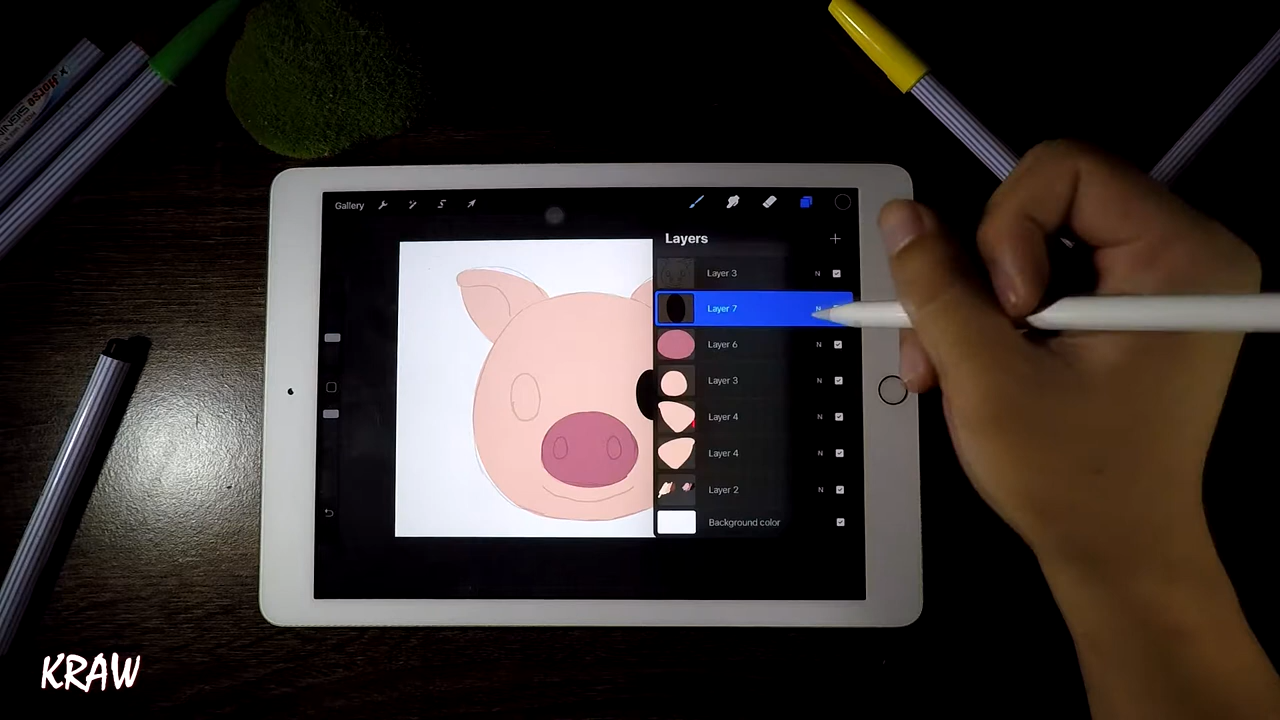 Horse
Gallery
S
Layers
+
Layer 3
N
Layer 7
N
Layer 6
N
Layer 3
N
Layer 4
N
Layer 4
N
Layer 2
N
Background color
KRAW